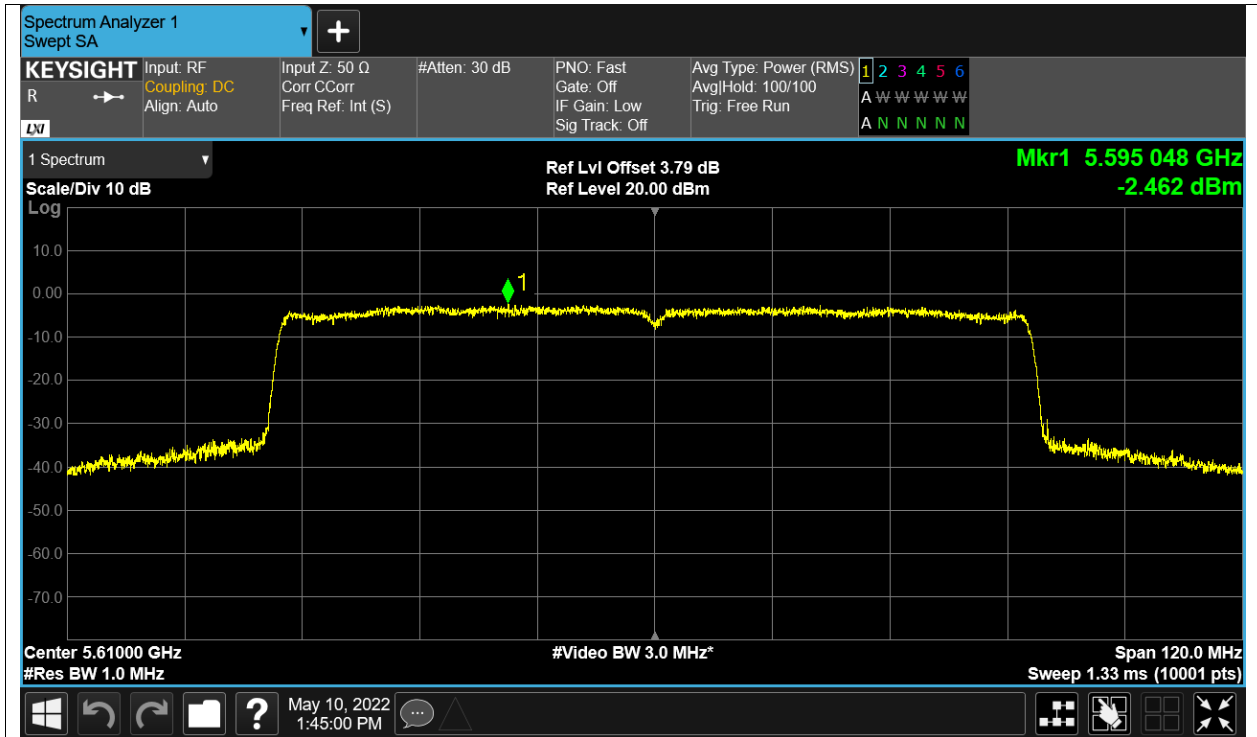 Spectrum Analyzer 1
Swept SA
+
KEYSIGHT
R
LXI
Input: RF
Coupling: DC
Align: Auto
Input Z: 50 Ω
Corr CCorr
Freq Ref: Int (S)
#Atten: 30 dB
PNO: Fast
Gate: Off
IF Gain: Low
Sig Track: Off
Avg Type: Power (RMS)
Avg|Hold: 100/100
Trig: Free Run
1 2 3 4 5 6
A W W W W W
A N N N N N
1 Spectrum
Scale/Div 10 dB
Log
Ref Lvl Offset 3.79 dB
Ref Level 20.00 dBm
Mkr1 5.595 048 GHz
-2.462 dBm
10.0
0.00
-10.0
-20.0
-30.0
-40.0
-50.0
-60.0
-70.0
1
Center 5.61000 GHz
#Res BW 1.0 MHz
#Video BW 3.0 MHz*
Span 120.0 MHz
Sweep 1.33 ms (10001 pts)
?
May 10, 2022
1:45:00 PM